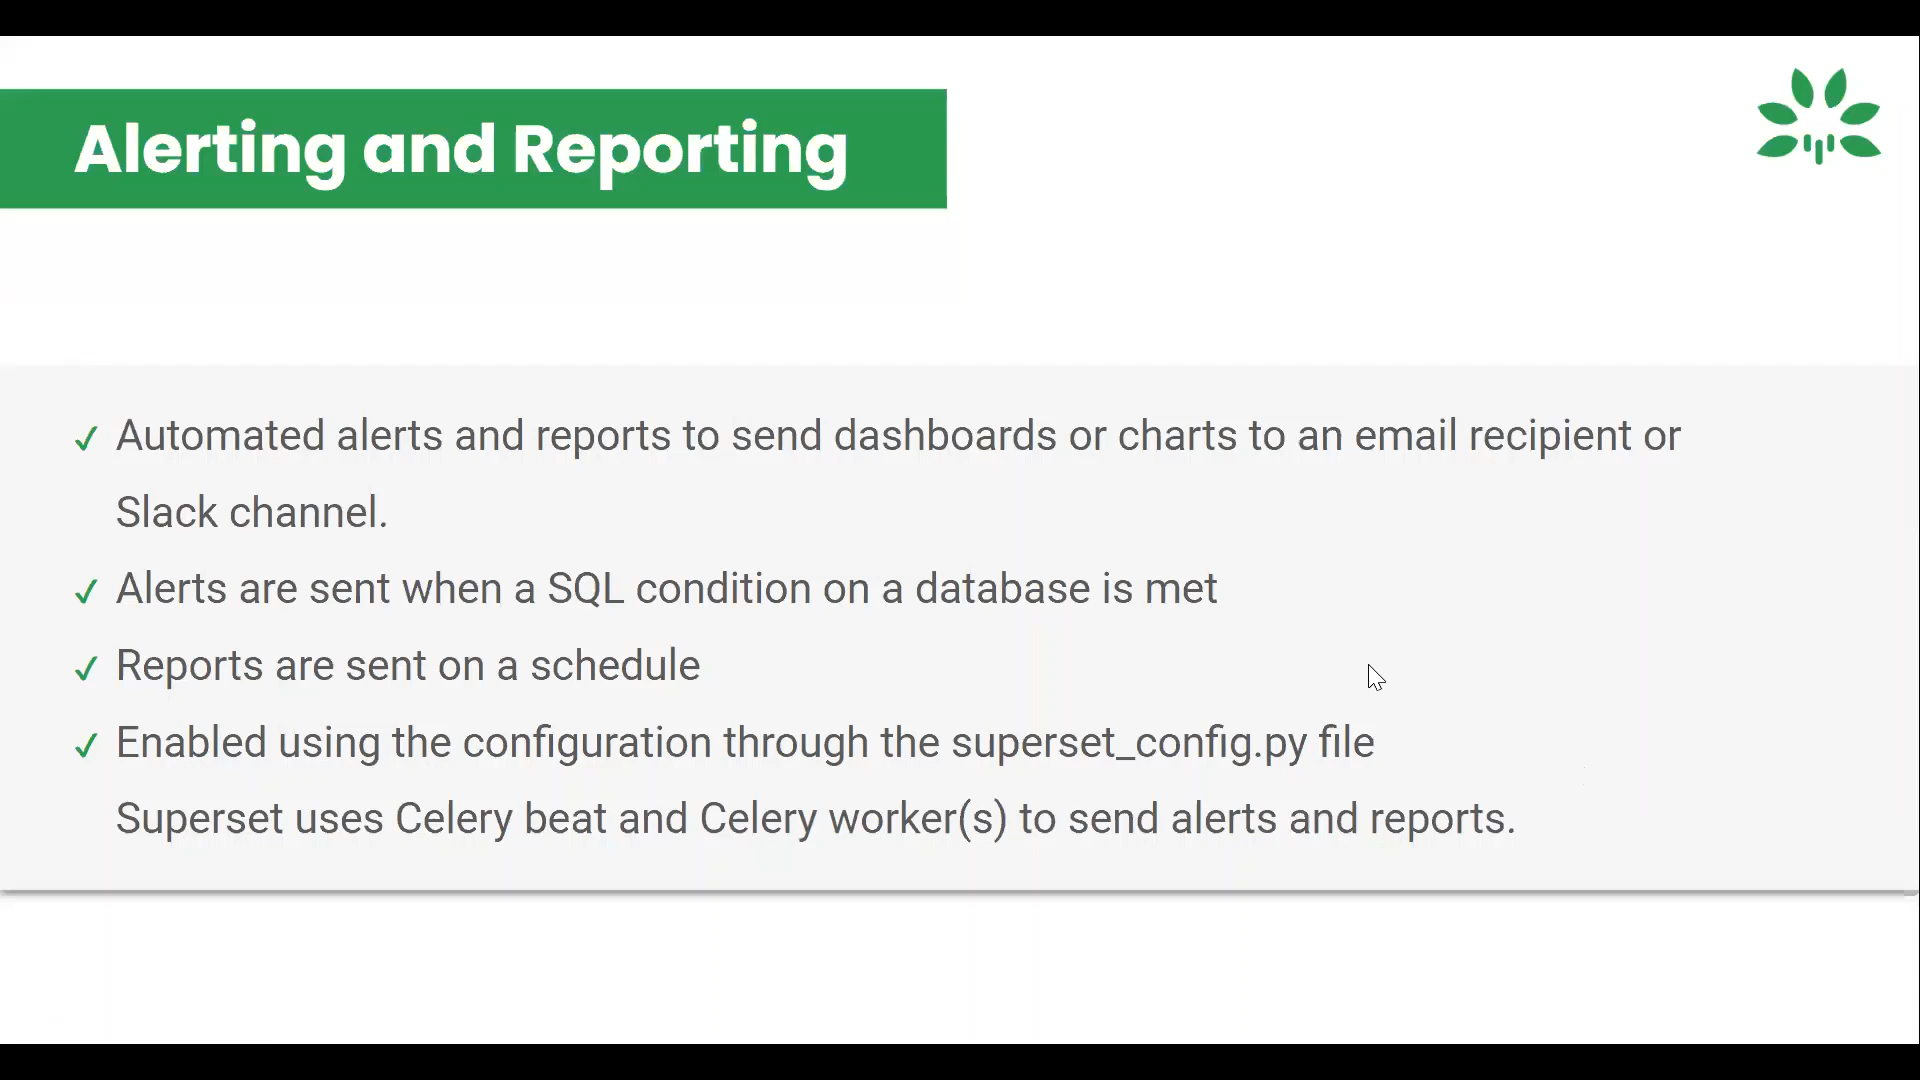 Alerting and Reporting
✓ Automated alerts and reports to send dashboards or charts to an email recipient or
Slack channel.
✓ Alerts are sent when a SQL condition on a database is met
✓ Reports are sent on a schedule
✓ Enabled using the configuration through the superset_config.py file
Superset uses Celery beat and Celery worker(s) to send alerts and reports.